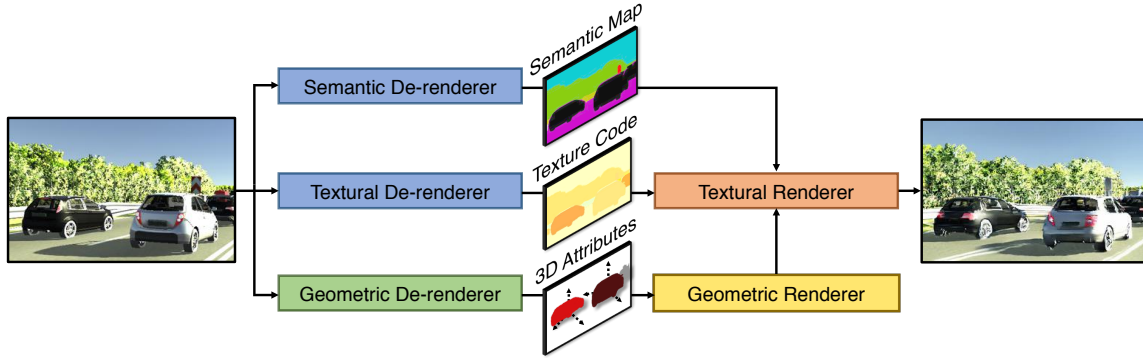 Semantic De-renderer
Semantic Map
Textural De-renderer
Texture Code
Textural Renderer
Geometric De-renderer
3D Attributes
Geometric Renderer